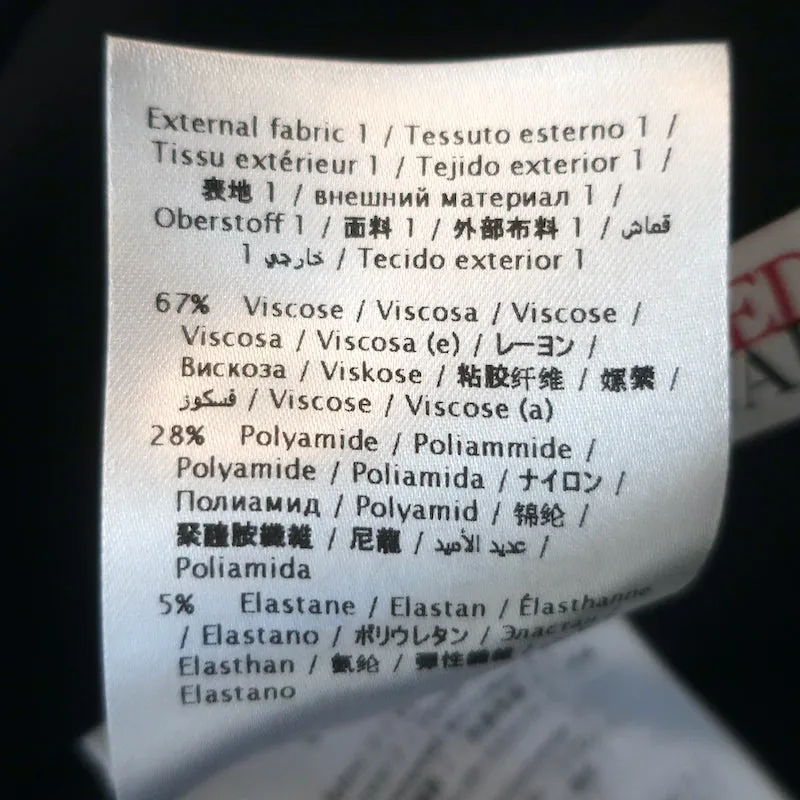 External fabric 1 / Tessuto esterno 1 /
Tissu extérieur 1 / Tejido exterior 1 /
表地 1 / внешний материал 1 /
Oberstoff 1 / 面料 1 / 外部布料 1 / قماش
خارجي 1 / Tecido exterior 1
67% Viscose / Viscosa / Viscose /
Viscosa / Viscosa (e) / レーヨン /
Вискоза / Viskose / 粘胶纤维 / 嫘縈 /
فسكوز / Viscose / Viscose (a)
28% Polyamide / Poliammide /
Polyamide / Poliamida / ナイロン /
Полиамид / Polyamid / 锦纶 /
聚醯胺纖維 / 尼龍 / عديد الأميد /
Poliamida
5% Elastane / Elastan / Élasthanne
/ Elastano / ポリウレタン / Эластан
Elasthan / 氨纶 / 彈性纖維
Elastano
ED